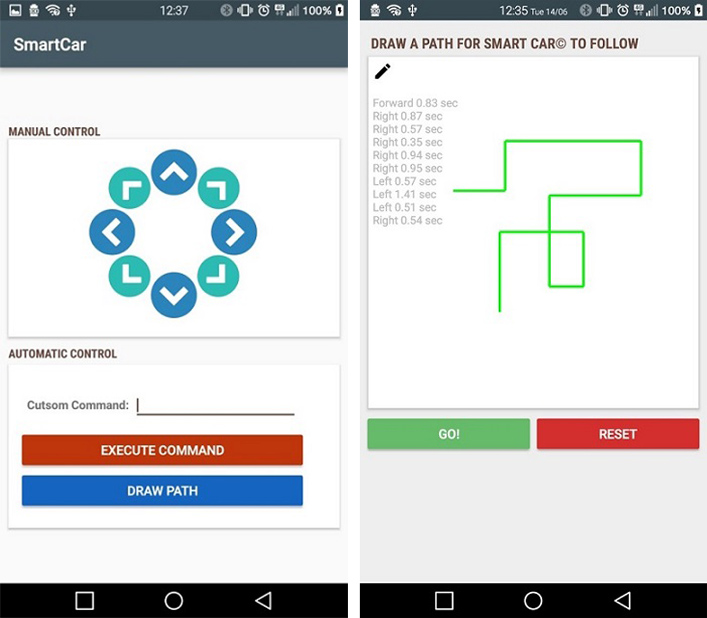 12:37
100%
SmartCar
MANUAL CONTROL
AUTOMATIC CONTROL
Cutsom Command:
EXECUTE COMMAND
DRAW PATH
12:35 Tue 14/06
100%
DRAW A PATH FOR SMART CAR© TO FOLLOW
Forward 0.83 sec
Right 0.87 sec
Right 0.57 sec
Right 0.35 sec
Right 0.94 sec
Right 0.95 sec
Left 0.57 sec
Left 1.41 sec
Left 0.51 sec
Right 0.54 sec
GO!
RESET